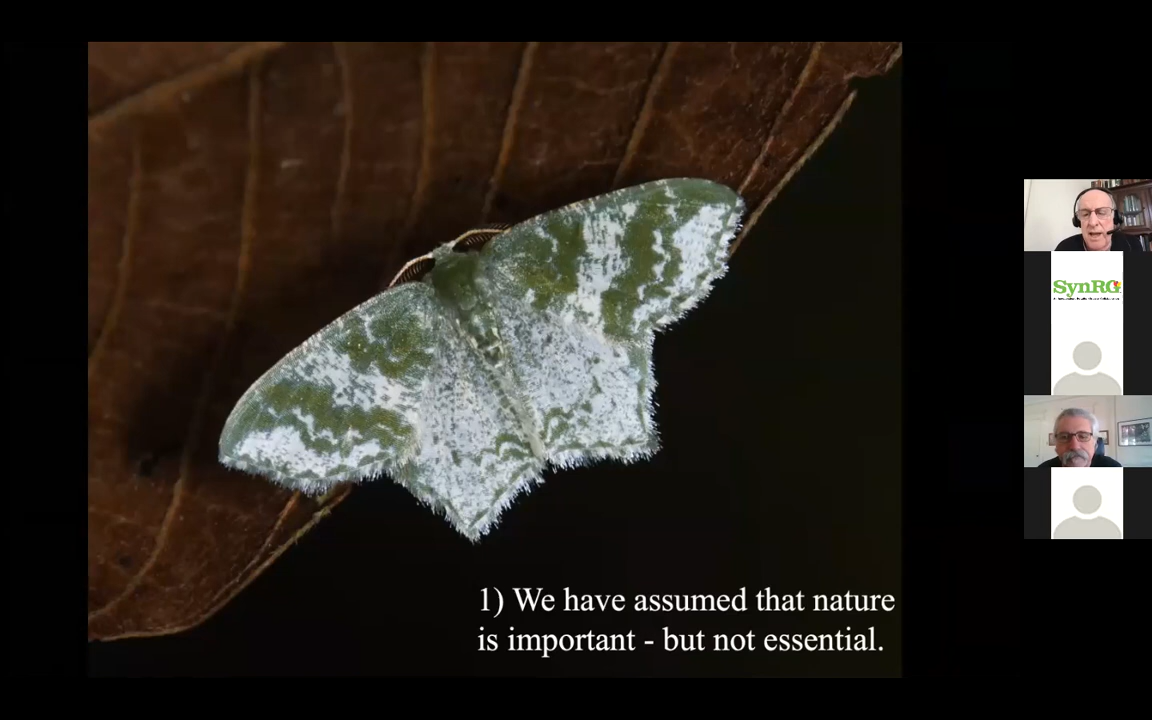 1) We have assumed that nature
is important - but not essential.
SynRG